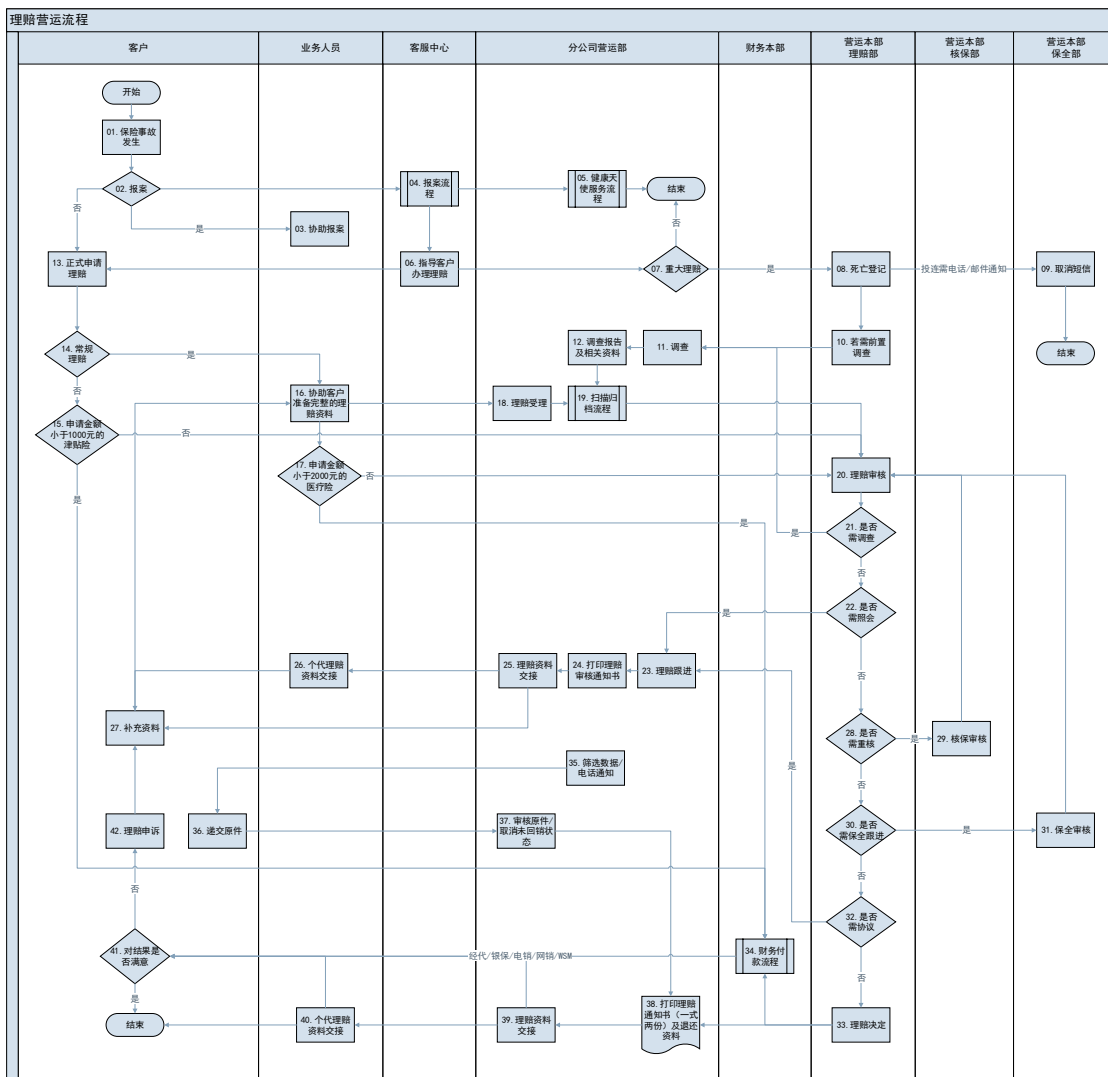 理赔营运流程
客户
业务人员
客服中心
分公司营运部
财务本部
营运本部
理赔部
营运本部
核保部
营运本部
保全部
开始
01. 保险事故
发生
02. 报案
04. 报案流
程
05. 健康天
使服务流
程
结束
否
是
03. 协助报案
否
13. 正式申请
理赔
06. 指导客户
办理理赔
07. 重大理赔
是
08. 死亡登记
投连需电话/邮件通知
09. 取消短信
14. 常规
理赔
是
12. 调查报告
及相关资料
11. 调查
10. 若需前置
调查
结束
否
16. 协助客户
准备完整的理
赔资料
18. 理赔受理
19. 扫描归
档流程
15. 申请金额
小于1000元的
津贴险
否
17. 申请金额
小于2000元的
医疗险
否
20. 理赔审核
是
是
是
21. 是否
需调查
否
是
22. 是否
需照会
26. 个代理赔
资料交接
25. 理赔资料
交接
24. 打印理赔
审核通知书
23. 理赔跟进
否
27. 补充资料
28. 是否
需重核
是
29. 核保审核
35. 筛选数据/
电话通知
是
否
42. 理赔申诉
36. 递交原件
37. 审核原件/
取消未回销状
态
30. 是否
需保全跟进
是
31. 保全审核
否
否
32. 是否
需协议
41. 对结果是
否满意
经代/银保/电销/网销/WSM
34. 财务付
款流程
否
是
结束
40. 个代理赔
资料交接
39. 理赔资料
交接
38. 打印理赔
通知书（一式
两份）及退还
资料
33. 理赔决定